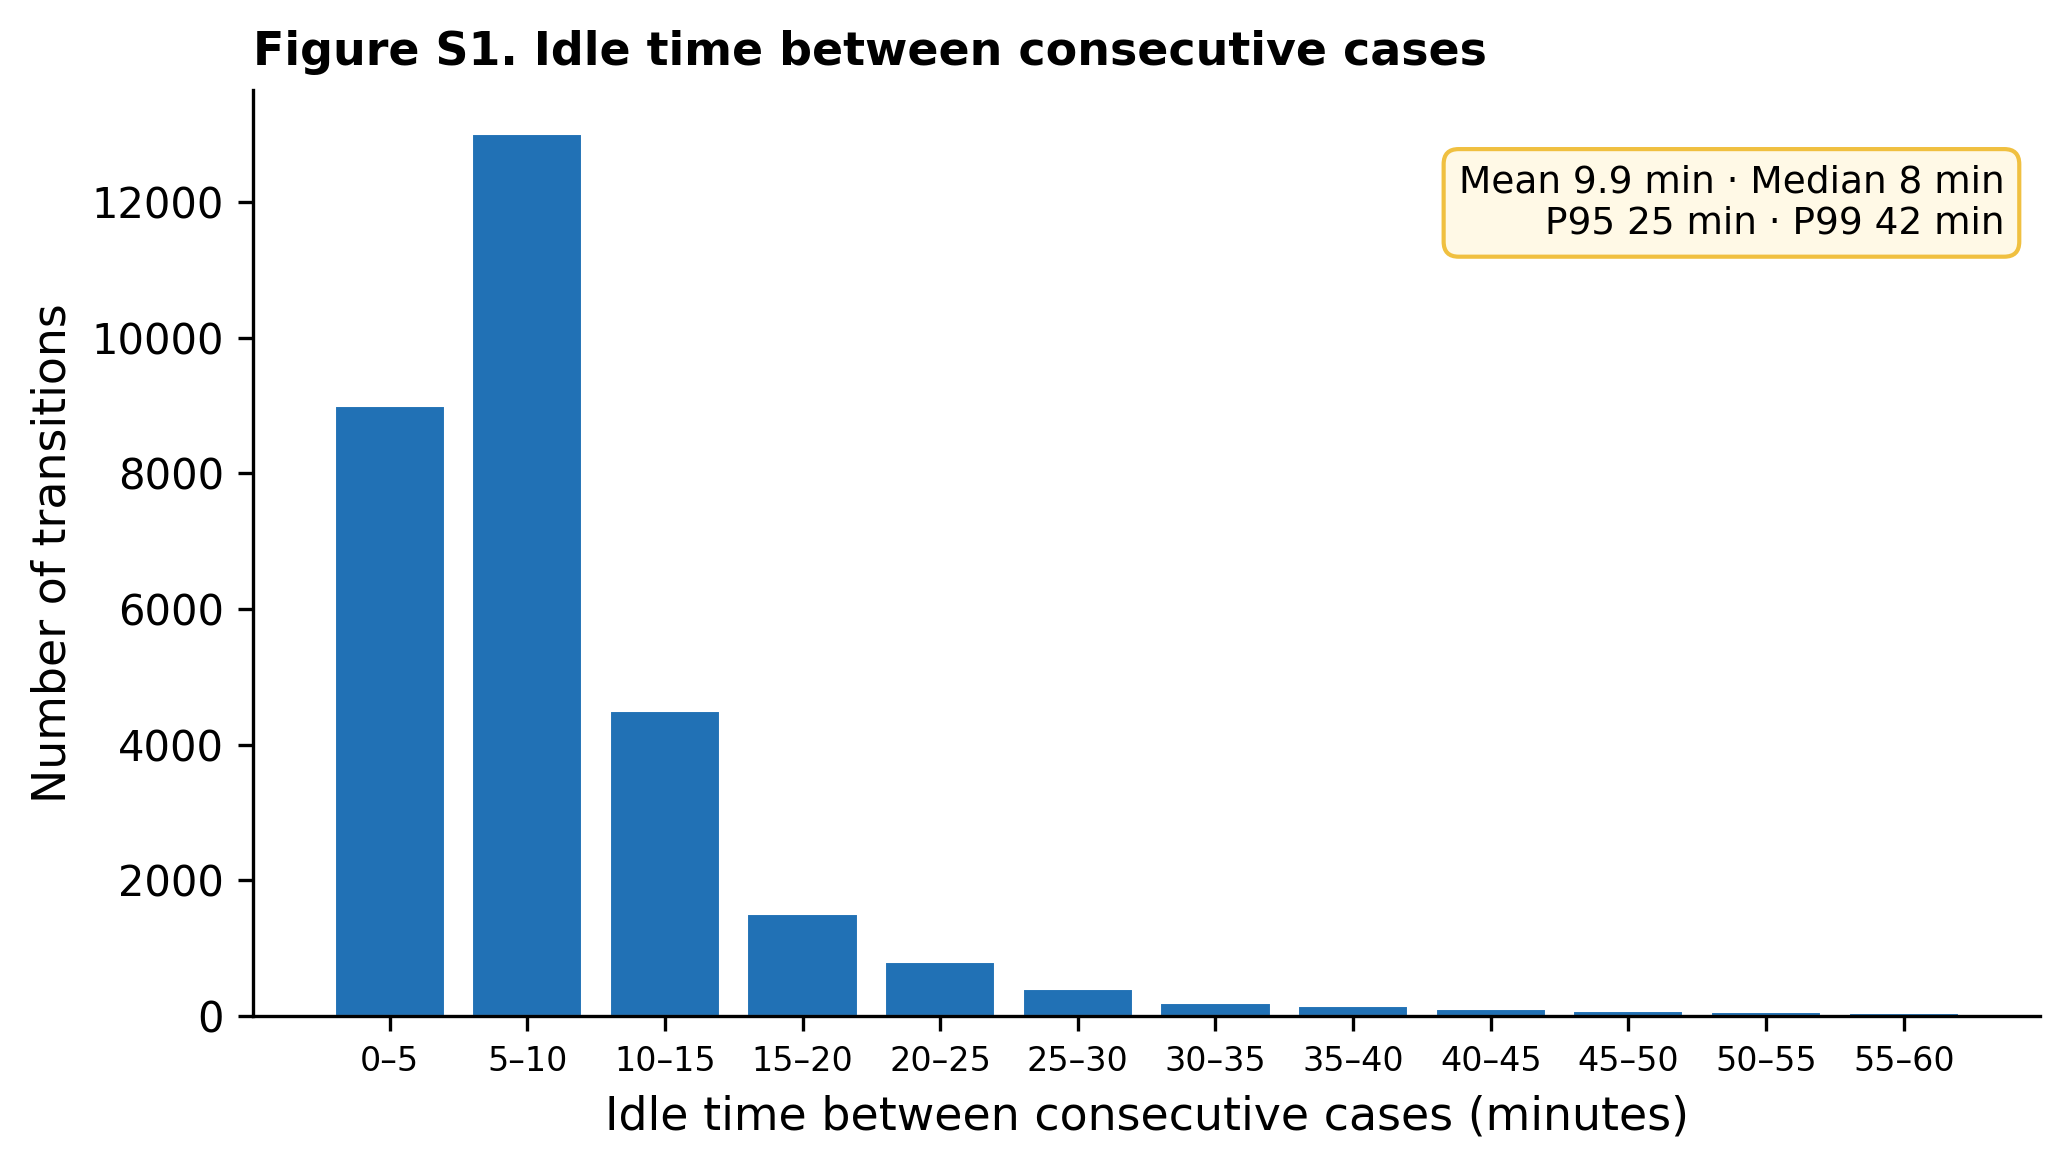 Figure S1. Idle time between consecutive cases
Mean 9.9 min · Median 8 min
P95 25 min · P99 42 min
Number of transitions
12000
10000
8000
6000
4000
2000
0
0–5 5–10 10–15 15–20 20–25 25–30 30–35 35–40 40–45 45–50 50–55 55–60
Idle time between consecutive cases (minutes)